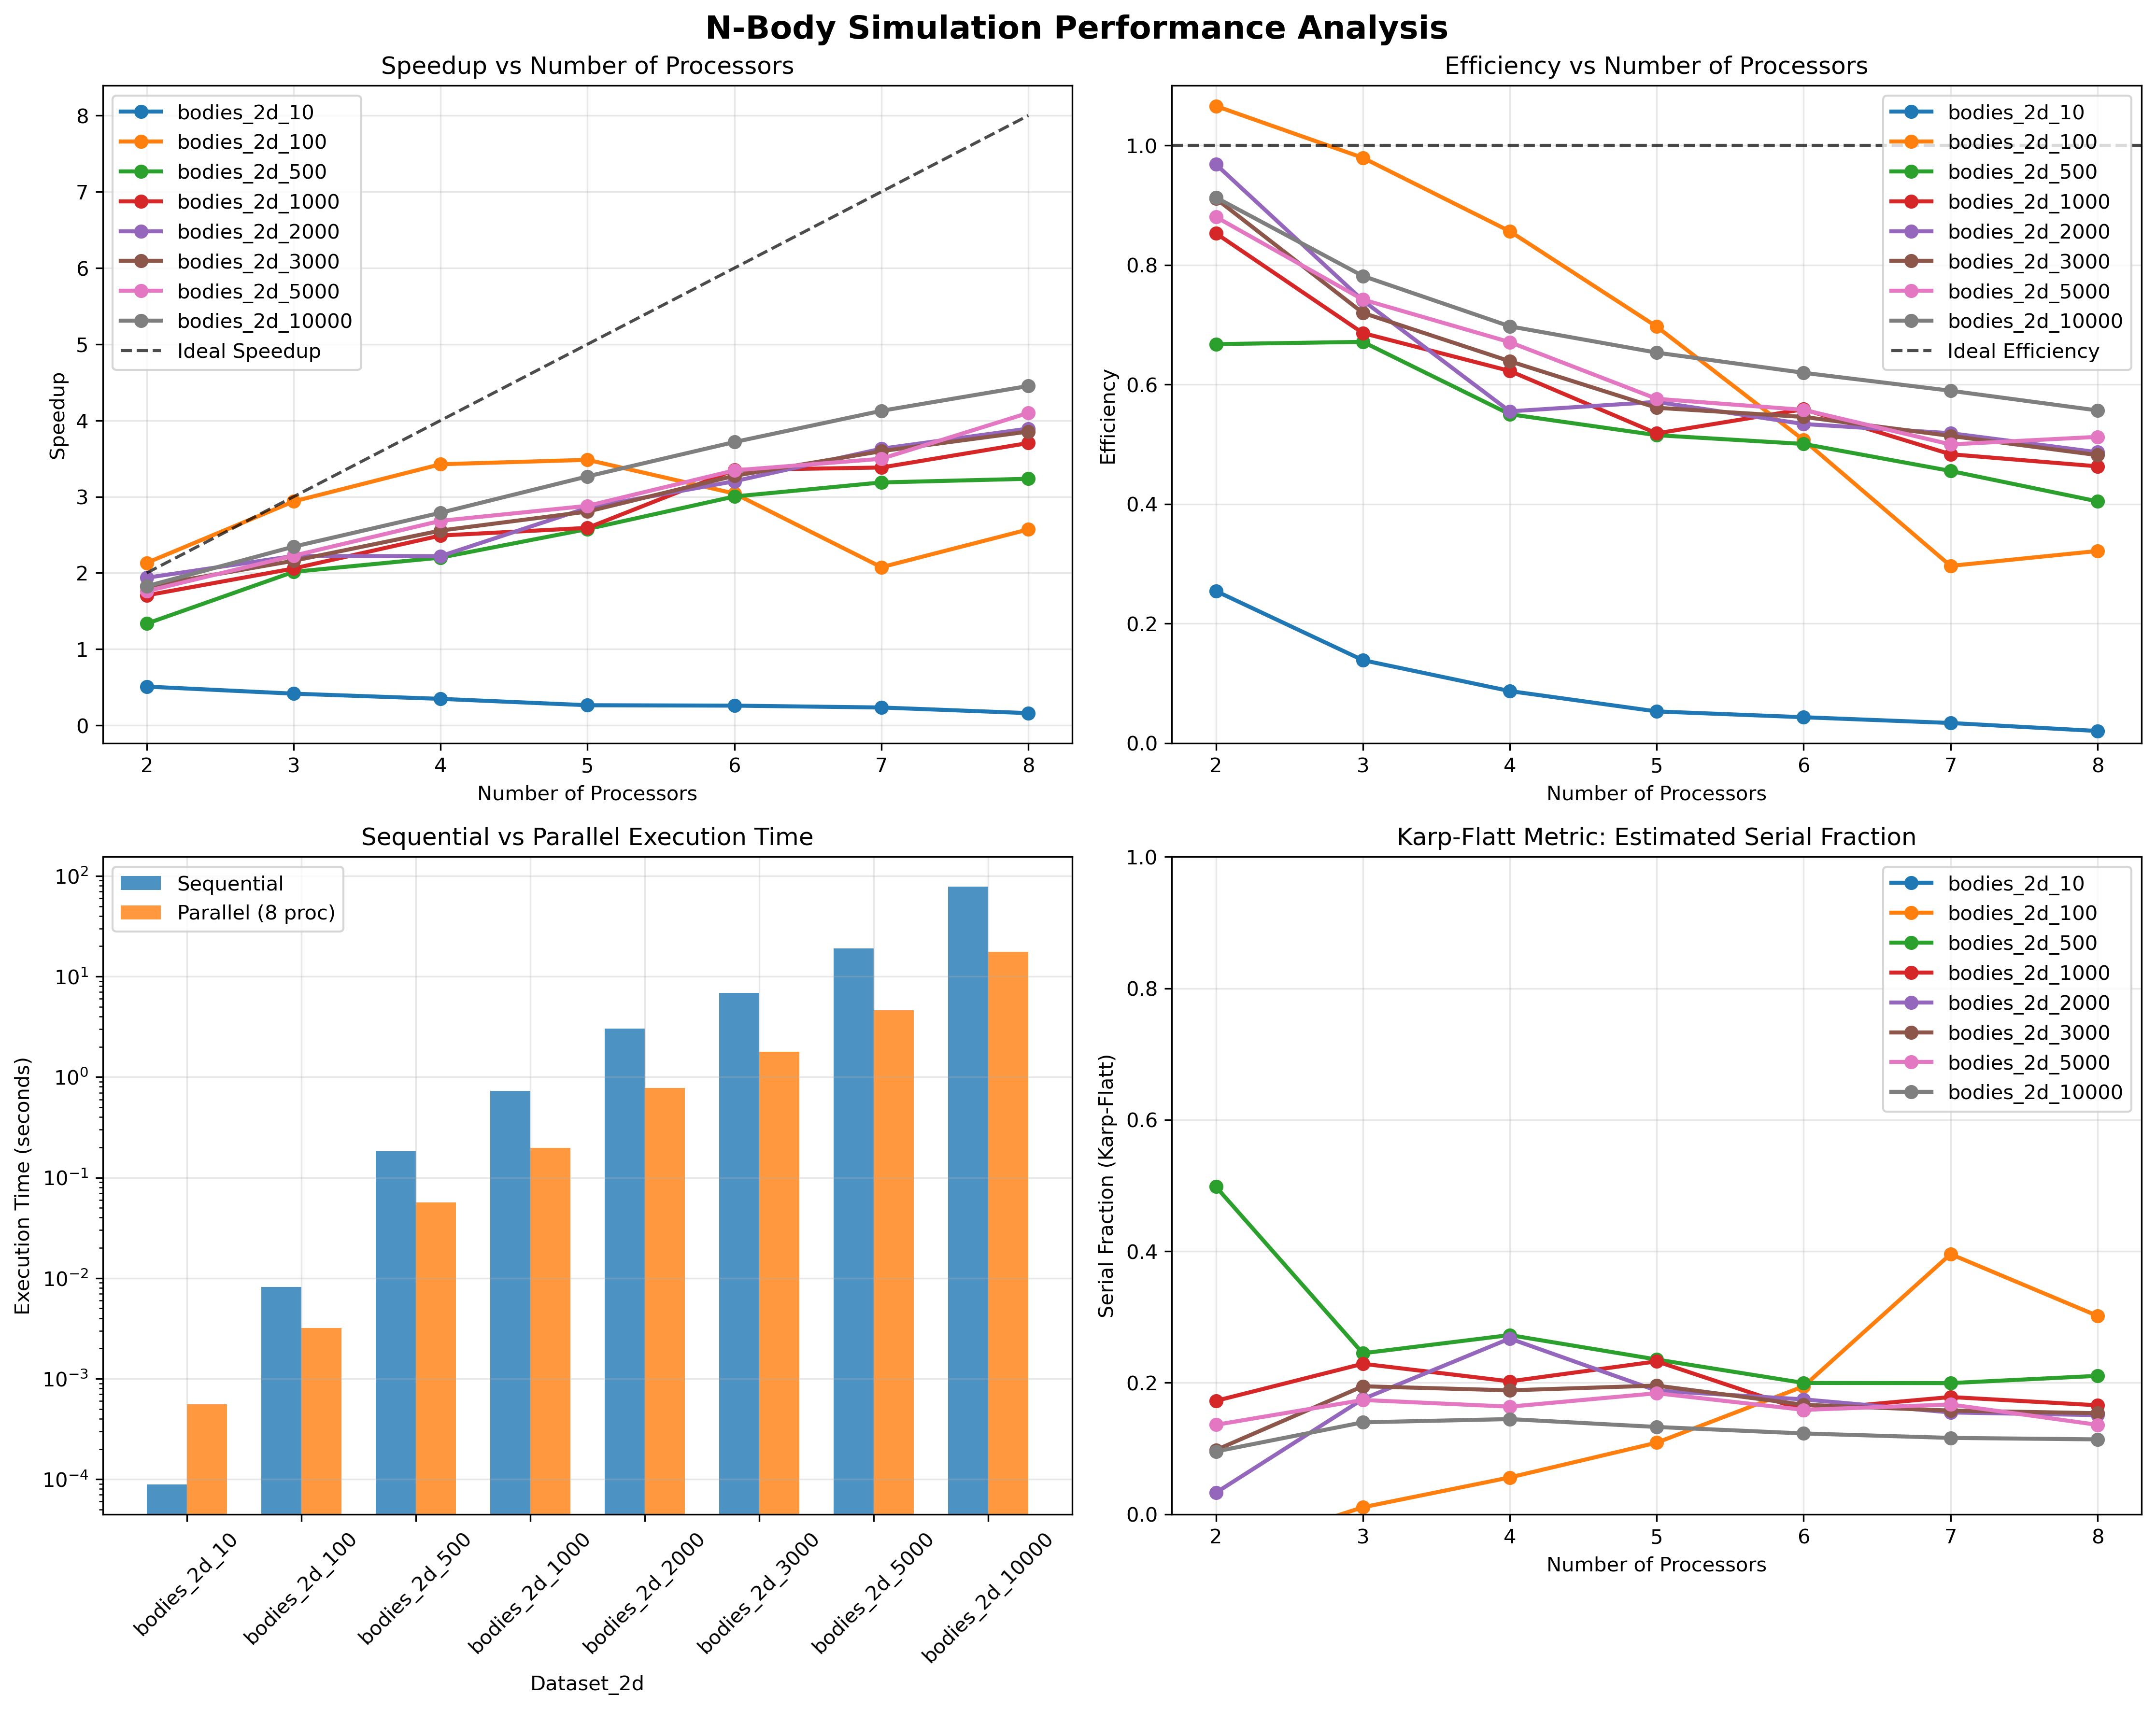 N-Body Simulation Performance Analysis
Speedup vs Number of Processors
bodies_2d_10
bodies_2d_100
bodies_2d_500
bodies_2d_1000
bodies_2d_2000
bodies_2d_3000
bodies_2d_5000
bodies_2d_10000
Ideal Speedup
8
7
6
5
4
3
2
1
0
Speedup
2 3 4 5 6 7 8
Number of Processors
Efficiency vs Number of Processors
bodies_2d_10
bodies_2d_100
bodies_2d_500
bodies_2d_1000
bodies_2d_2000
bodies_2d_3000
bodies_2d_5000
bodies_2d_10000
Ideal Efficiency
1.0
0.8
0.6
0.4
0.2
0.0
Efficiency
2 3 4 5 6 7 8
Number of Processors
Sequential vs Parallel Execution Time
Sequential
Parallel (8 proc)
10²
10¹
10⁰
10⁻¹
10⁻²
10⁻³
10⁻⁴
Execution Time (seconds)
bodies_2d_10
bodies_2d_100
bodies_2d_500
bodies_2d_1000
bodies_2d_2000
bodies_2d_3000
bodies_2d_5000
bodies_2d_10000
Dataset_2d
Karp-Flatt Metric: Estimated Serial Fraction
bodies_2d_10
bodies_2d_100
bodies_2d_500
bodies_2d_1000
bodies_2d_2000
bodies_2d_3000
bodies_2d_5000
bodies_2d_10000
1.0
0.8
0.6
0.4
0.2
0.0
Serial Fraction (Karp-Flatt)
2 3 4 5 6 7 8
Number of Processors